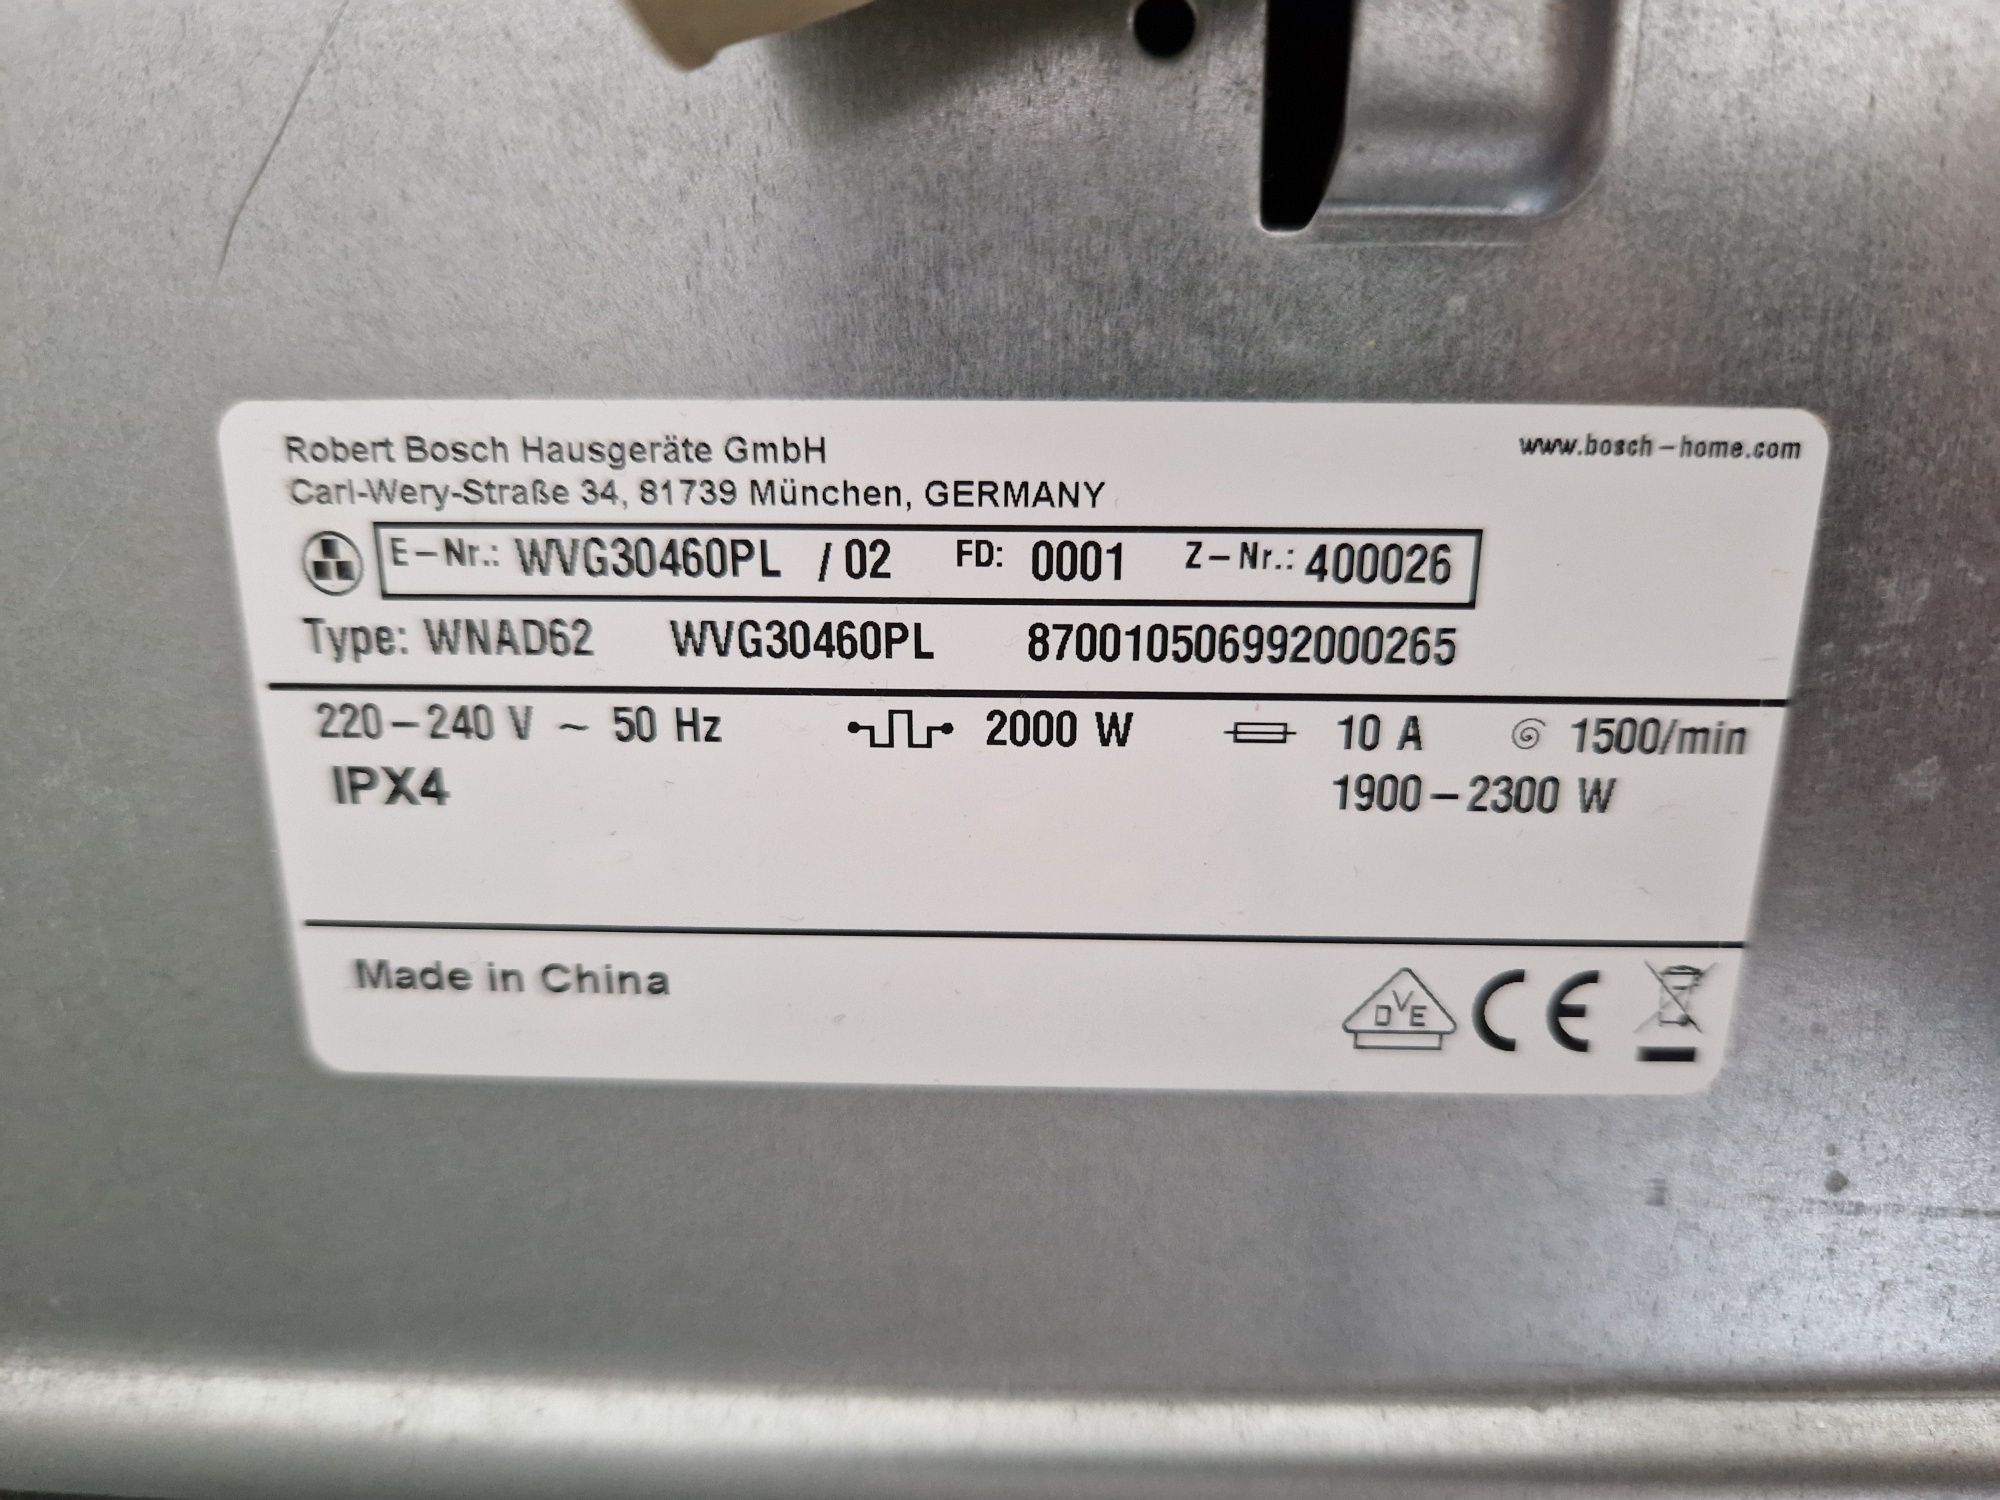 Robert Bosch Hausgeräte GmbH www.bosch-home.com
Carl-Wery-Straße 34, 81739 München, GERMANY
E-Nr.: WVG30460PL /02 FD: 0001 Z-Nr.: 400026
Type: WNAD62 WVG30460PL 870010506992000265
220-240 V ~ 50 Hz 2000 W 10 A 1500/min
IPX4 1900-2300 W
Made in China DVE CE